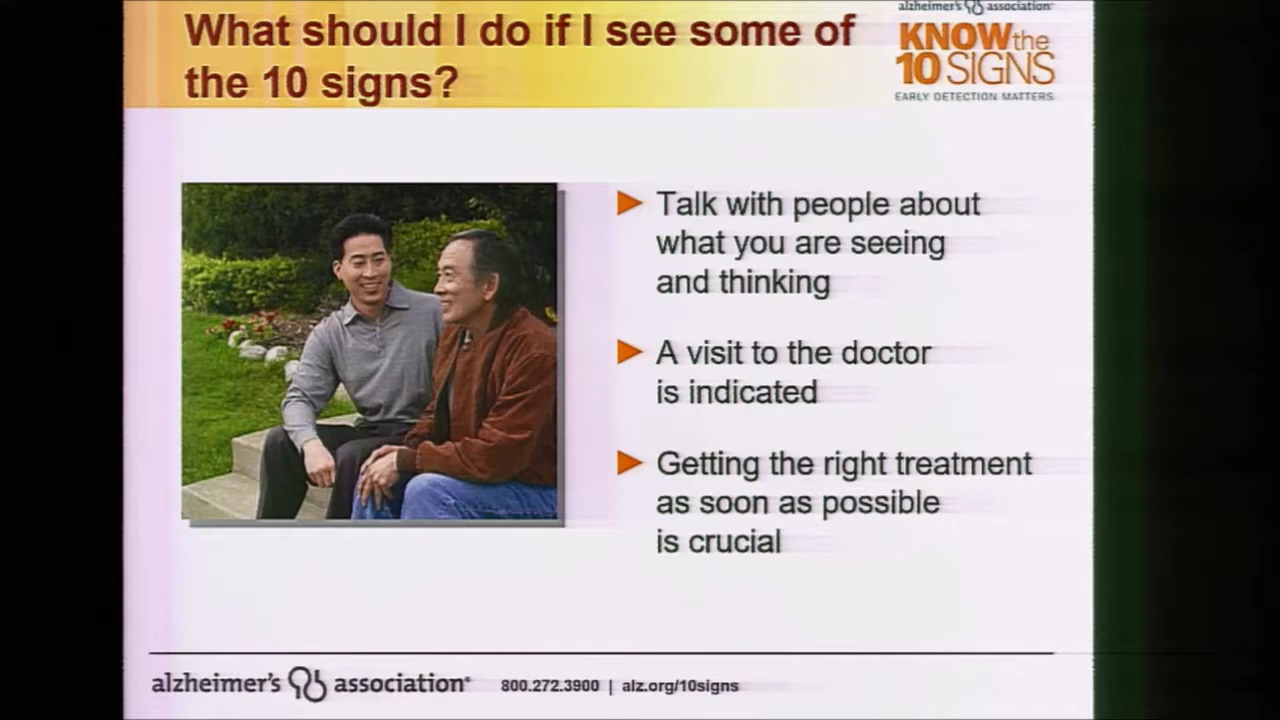 What should I do if I see some of
the 10 signs?
alzheimer's association®
KNOW the
10 SIGNS
EARLY DETECTION MATTERS
Talk with people about
what you are seeing
and thinking
A visit to the doctor
is indicated
Getting the right treatment
as soon as possible
is crucial
alzheimer's association® 800.272.3900 | alz.org/10signs